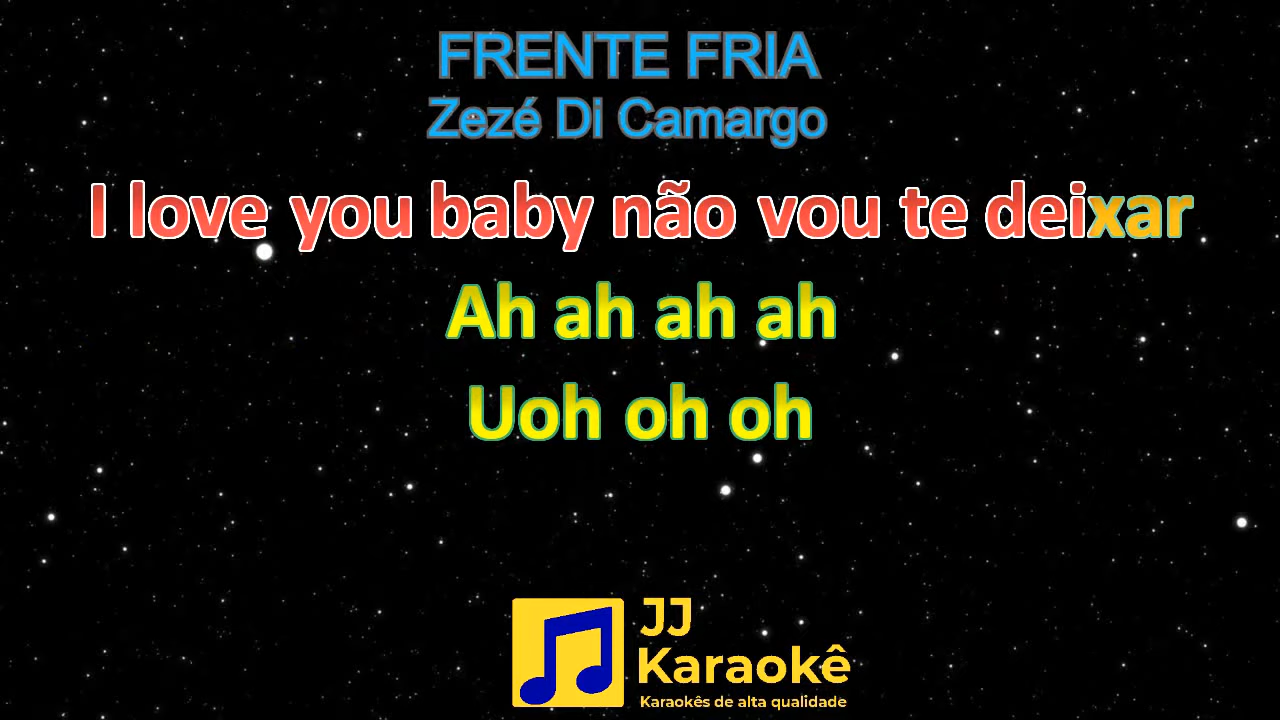 FRENTE FRIA
Zezé Di Camargo
I love you baby não vou te deixar
Ah ah ah ah
Uoh oh oh
JJ
Karaokê
Karaokês de alta qualidade